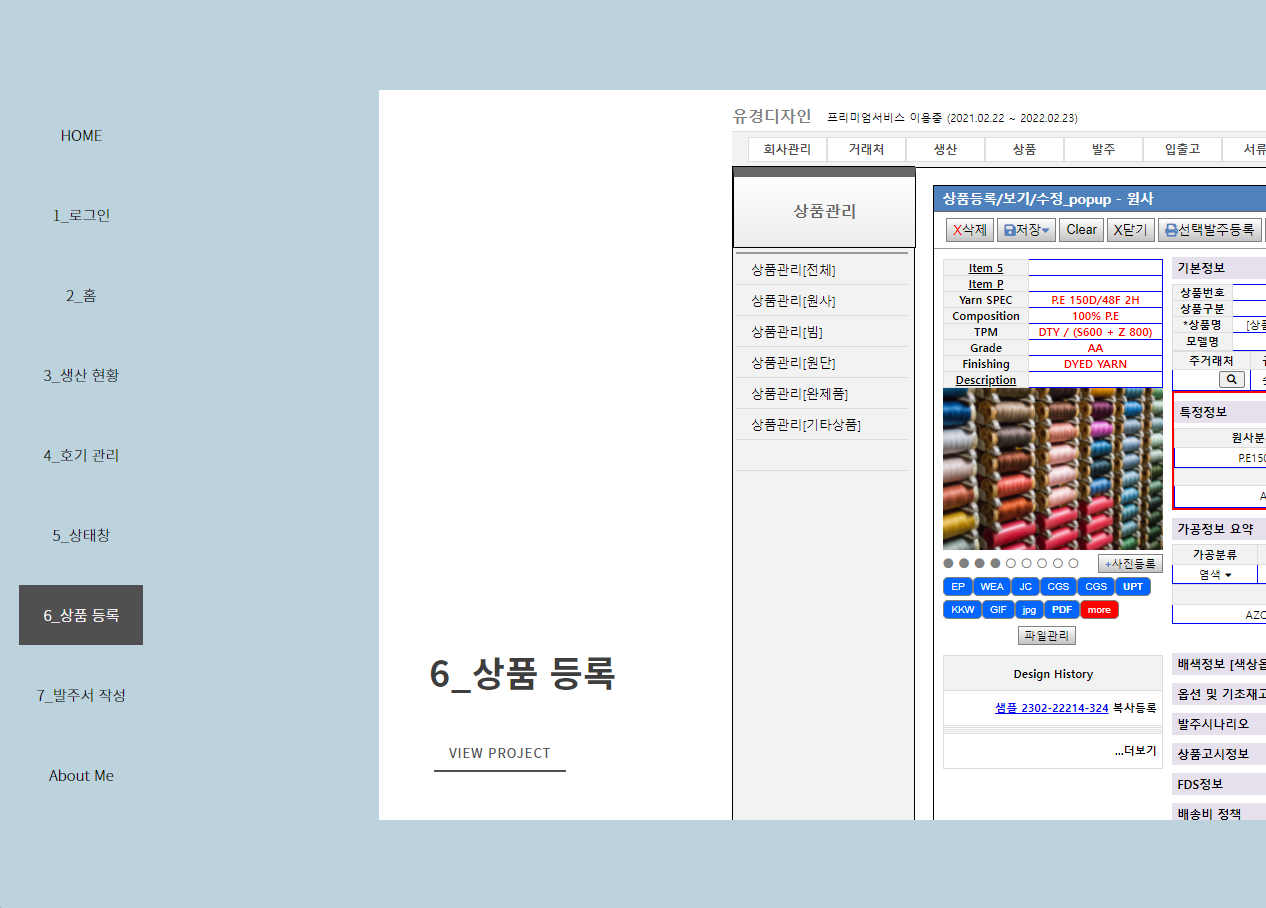 HOME
1_로그인
2_홈
3_생산 현황
4_호기 관리
5_상태창
6_상품 등록
7_발주서 작성
About Me
6_상품 등록
VIEW PROJECT
유경디자인 프리미엄서비스 이용중 (2021.02.22 ~ 2022.02.23)
회사관리 거래처 생산 상품 발주 입출고 서류
상품관리
상품관리[전체]
상품관리[원사]
상품관리[빔]
상품관리[원단]
상품관리[완제품]
상품관리[기타상품]
상품등록/보기/수정_popup - 원사
X삭제 저장 Clear X닫기 선택발주등록
Item 5
Item P
Yarn SPEC P.E 150D/48F 2H
Composition 100% P.E
TPM DTY / (S600 + Z 800)
Grade AA
Finishing DYED YARN
Description
+사진등록
EP WEA JC CGS CGS UPT
KKW GIF jpg PDF more
파일관리
Design History
샘플 2302-22214-324 복사등록
...더보기
기본정보
상품번호
상품구분
*상품명 [상품
모델명
주거래처
특정정보
원사분
P.E150
A
가공정보 요약
가공분류
염색
AZO
배색정보 [색상옵
옵션 및 기초재고
발주시나리오
상품고시정보
FDS정보
배송비 정책